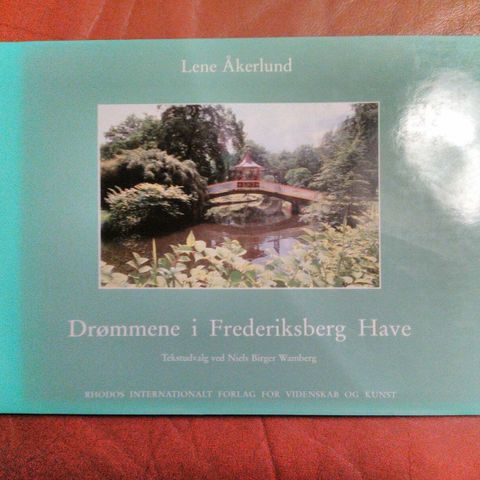 Lene Åkerlund
Drømmene i Frederiksberg Have
Tekstudvalg ved Niels Birger Wamberg
RHODOS INTERNATIONALT FORLAG FOR VIDENSKAB OG KUNST